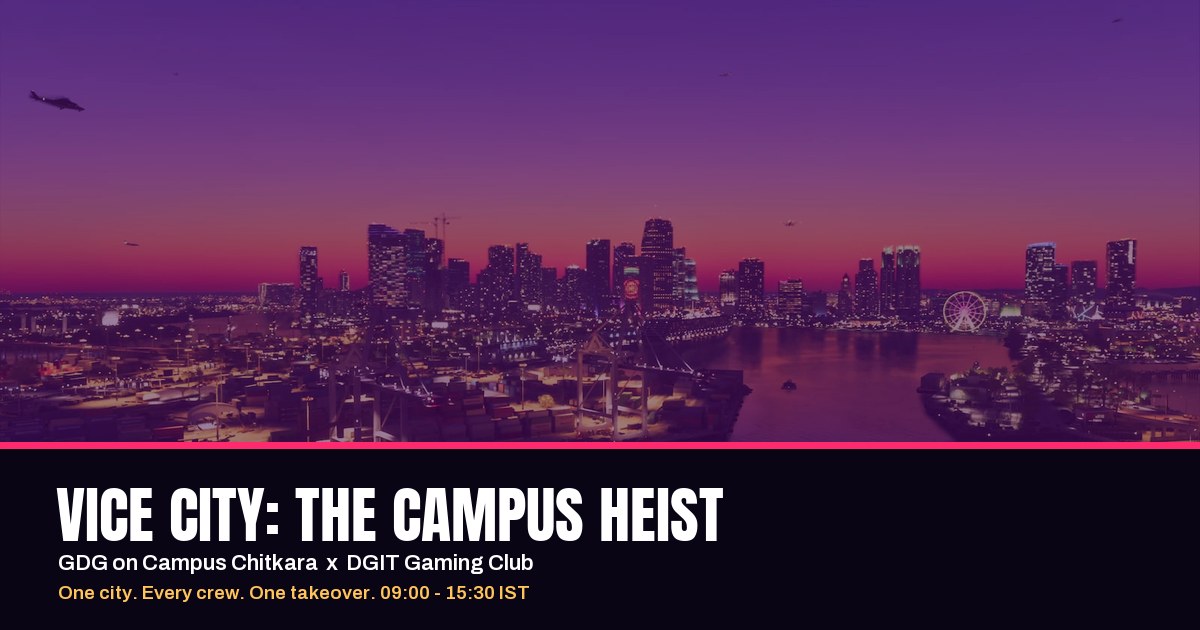 VICE CITY: THE CAMPUS HEIST
GDG on Campus Chitkara x DGIT Gaming Club
One city. Every crew. One takeover. 09:00 - 15:30 IST